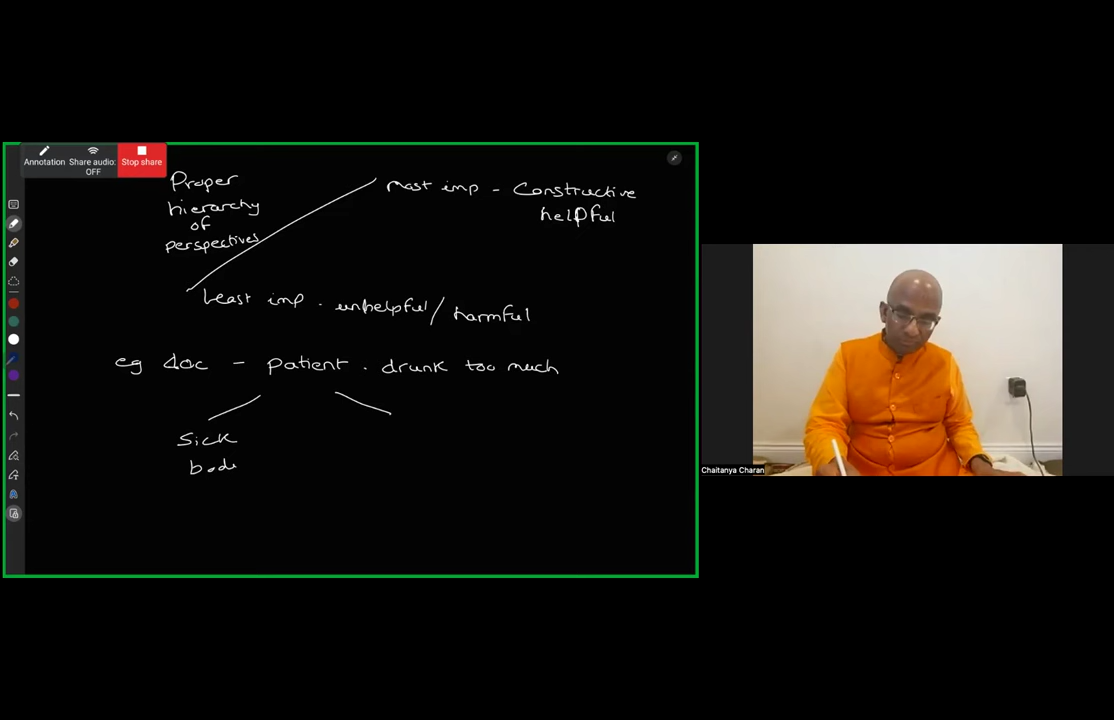 Annotation
Share audio:
OFF
Stop share
Proper
hierarchy
of
perspectives
most imp - Constructive
helpful
Least imp. unhelpful/harmful
eg doc - patient. drunk too much
Sick
bode
Chaitanya Charan